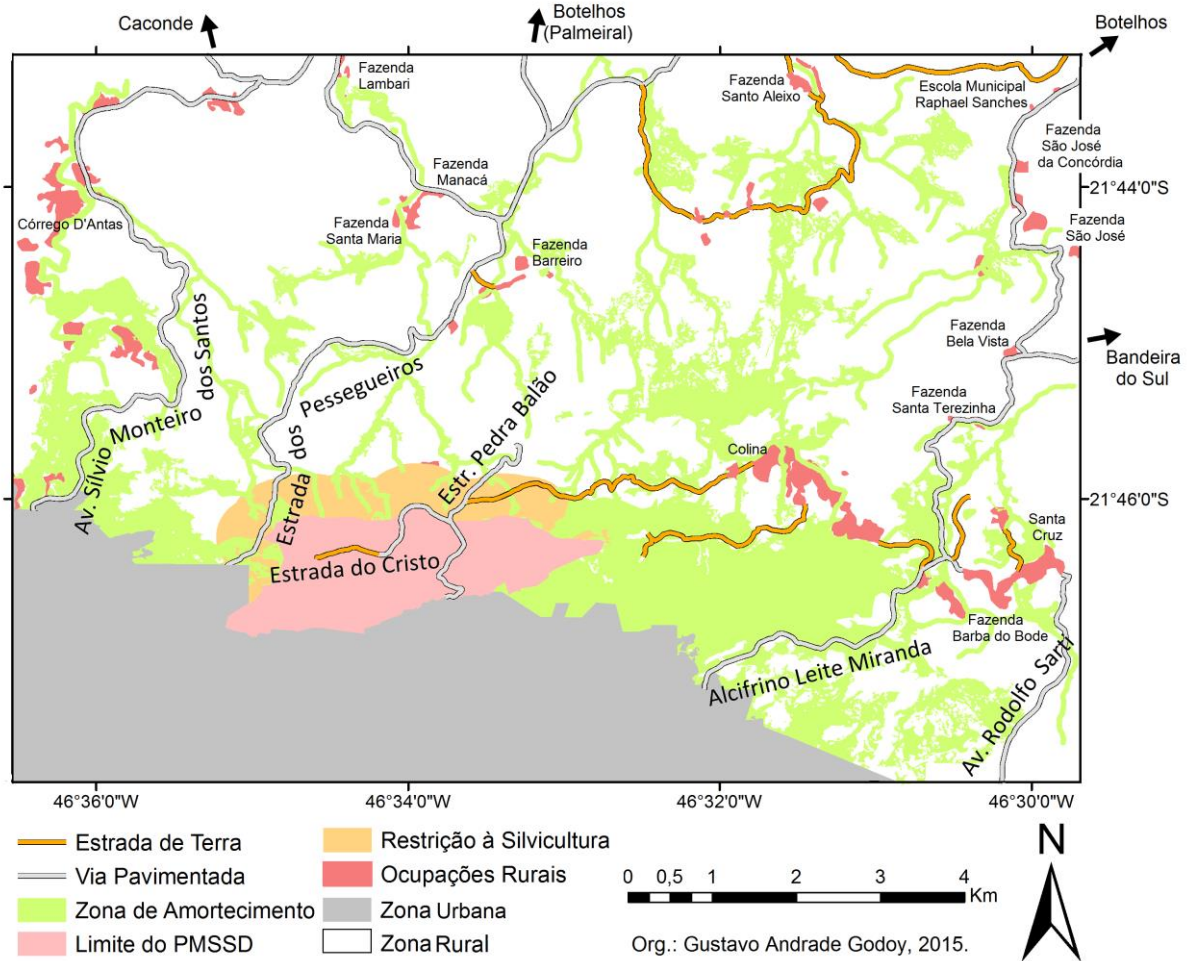 Caconde
Botelhos
(Palmeiral)
Botelhos
Fazenda
Lambari
Fazenda
Santo Aleixo
Escola Municipal
Raphael Sanches
Fazenda
São José
da Concórdia
Fazenda
Manacá
21°44'0"S
Córrego D'Antas
Fazenda
Santa Maria
Fazenda
São José
Fazenda
Barreiro
Fazenda
Bela Vista
Bandeira
do Sul
Av. Sílvio Monteiro dos Santos
Estrada dos Pessegueiros
Estr. Pedra Balão
Fazenda
Santa Terezinha
Colina
21°46'0"S
Santa
Cruz
Estrada do Cristo
Fazenda
Barba do Bode
Alcifrino Leite Miranda
Av. Rodolfo Sarti
46°36'0"W
46°34'0"W
46°32'0"W
46°30'0"W
Estrada de Terra
Via Pavimentada
Zona de Amortecimento
Limite do PMSSD
Restrição à Silvicultura
Ocupações Rurais
Zona Urbana
Zona Rural
0 0,5 1 2 3 4
Km
Org.: Gustavo Andrade Godoy, 2015.
N